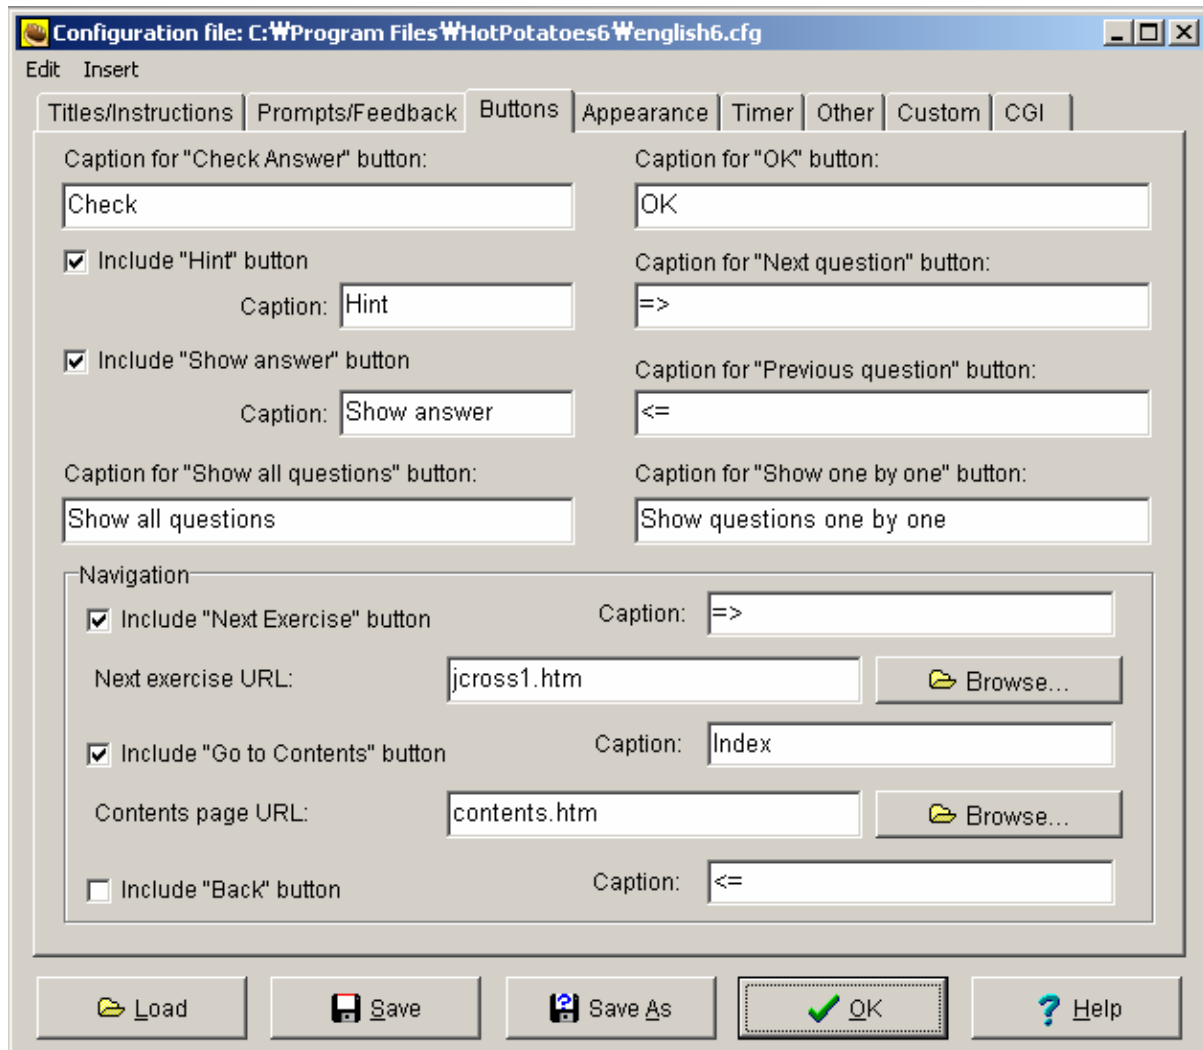 Configuration file: C:₩Program Files₩HotPotatoes6₩english6.cfg
Edit Insert
Titles/Instructions Prompts/Feedback Buttons Appearance Timer Other Custom CGI
Caption for "Check Answer" button: Caption for "OK" button:
Check OK
Include "Hint" button Caption for "Next question" button:
Caption: Hint =>
Include "Show answer" button Caption for "Previous question" button:
Caption: Show answer <=
Caption for "Show all questions" button: Caption for "Show one by one" button:
Show all questions Show questions one by one
Navigation
Include "Next Exercise" button Caption: =>
Next exercise URL: jcross1.htm Browse...
Include "Go to Contents" button Caption: Index
Contents page URL: contents.htm Browse...
Include "Back" button Caption: <=
Load Save Save As OK Help